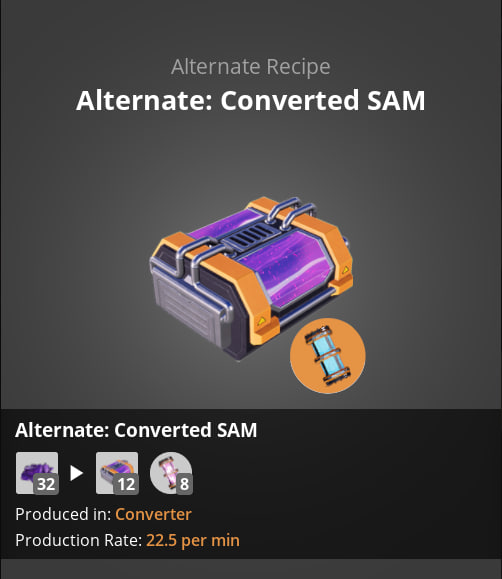 Alternate Recipe
Alternate: Converted SAM
Alternate: Converted SAM
32 12 8
Produced in: Converter
Production Rate: 22.5 per min